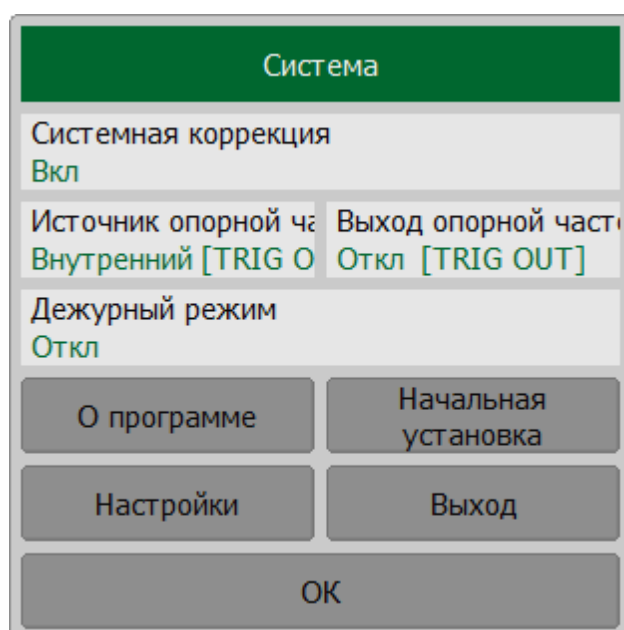 Система
Системная коррекция
Вкл
Источник опорной ча
Выход опорной част
Внутренний [TRIG O
Откл [TRIG OUT]
Дежурный режим
Откл
О программе
Начальная
установка
Настройки
Выход
ОК